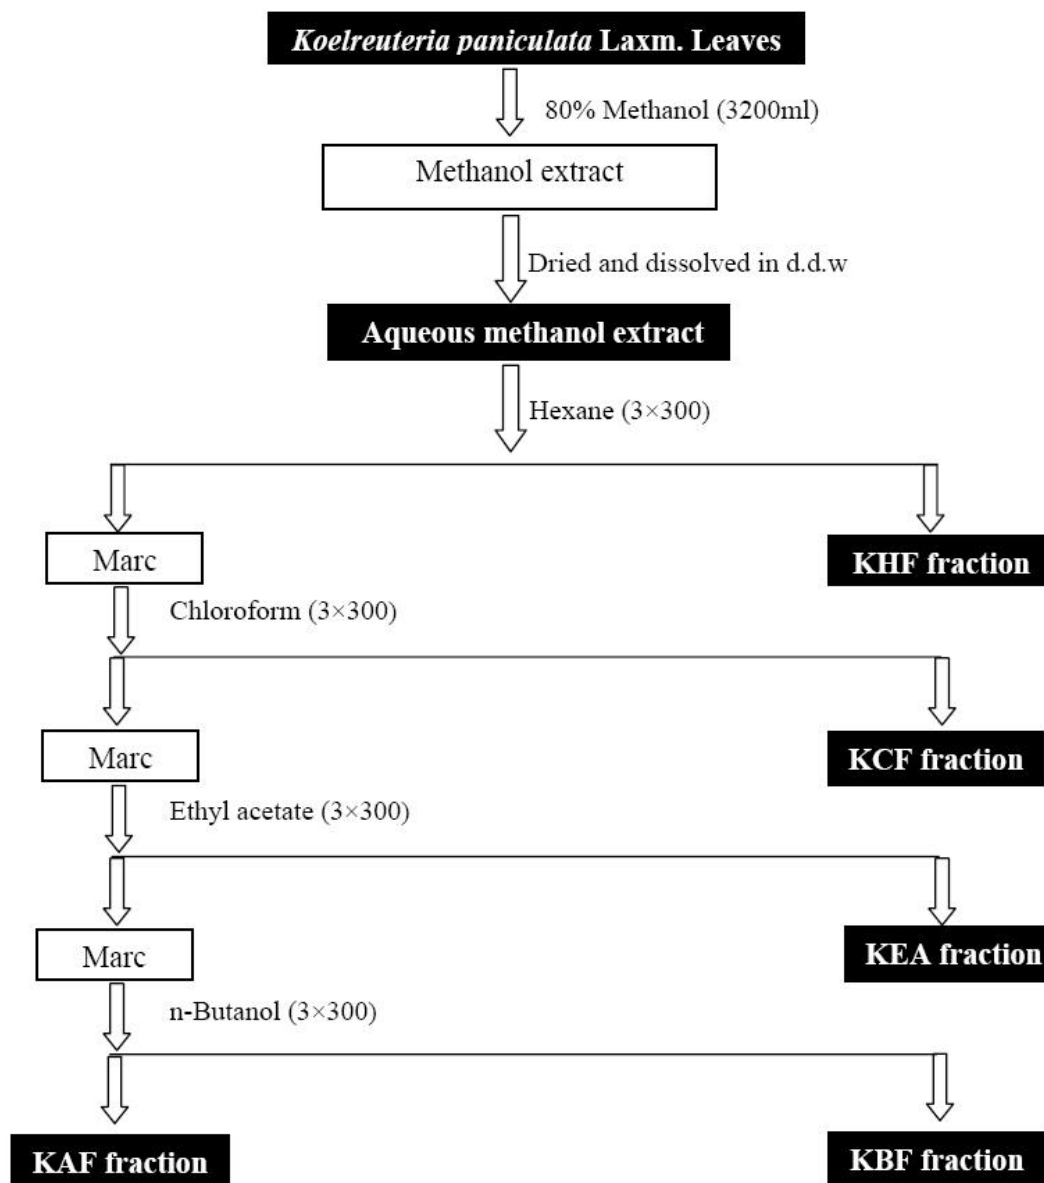 Koelreuteria paniculata Laxm. Leaves
80% Methanol (3200ml)
Methanol extract
Dried and dissolved in d.d.w
Aqueous methanol extract
Hexane (3×300)
Marc
KHF fraction
Chloroform (3×300)
Marc
KCF fraction
Ethyl acetate (3×300)
Marc
KEA fraction
n-Butanol (3×300)
KAF fraction
KBF fraction